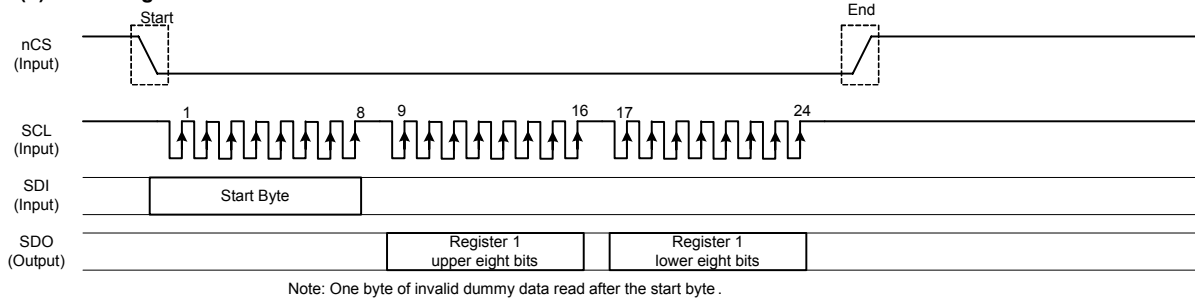 Start
End
nCS
(Input)
1
8
9
16
17
24
SCL
(Input)
SDI
(Input)
Start Byte
SDO
(Output)
Register 1
upper eight bits
Register 1
lower eight bits
Note: One byte of invalid dummy data read after the start byte .